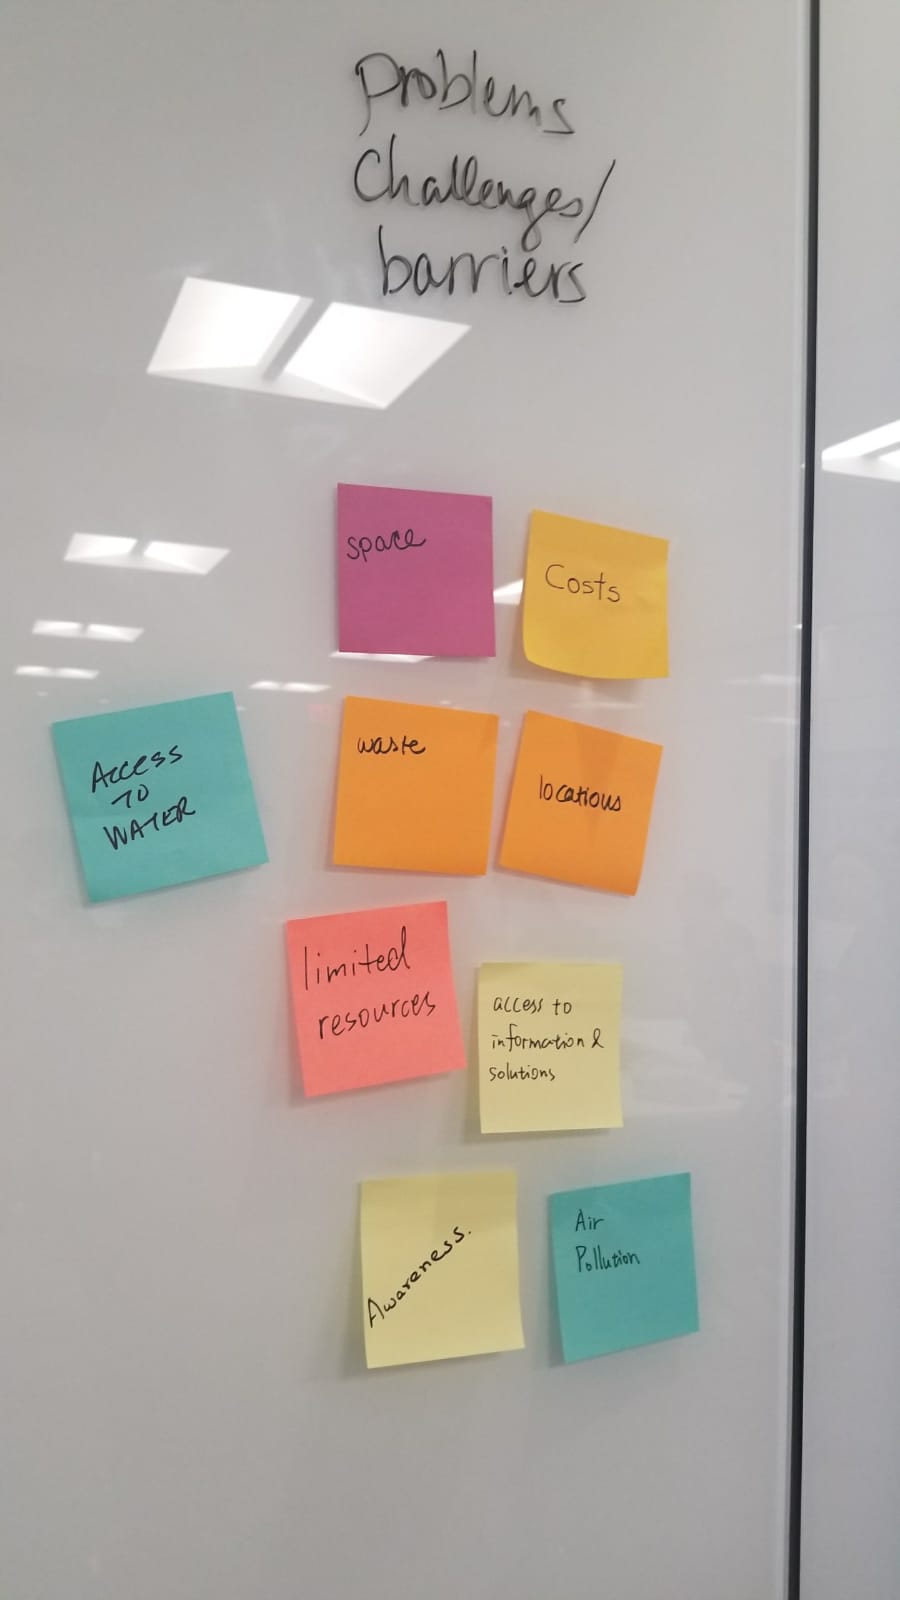 Problems
Challenges/
barriers
space
Costs
Access
TO
WATER
waste
locations
limited
resources
access to
information &
solutions
Awareness.
Air
Pollution